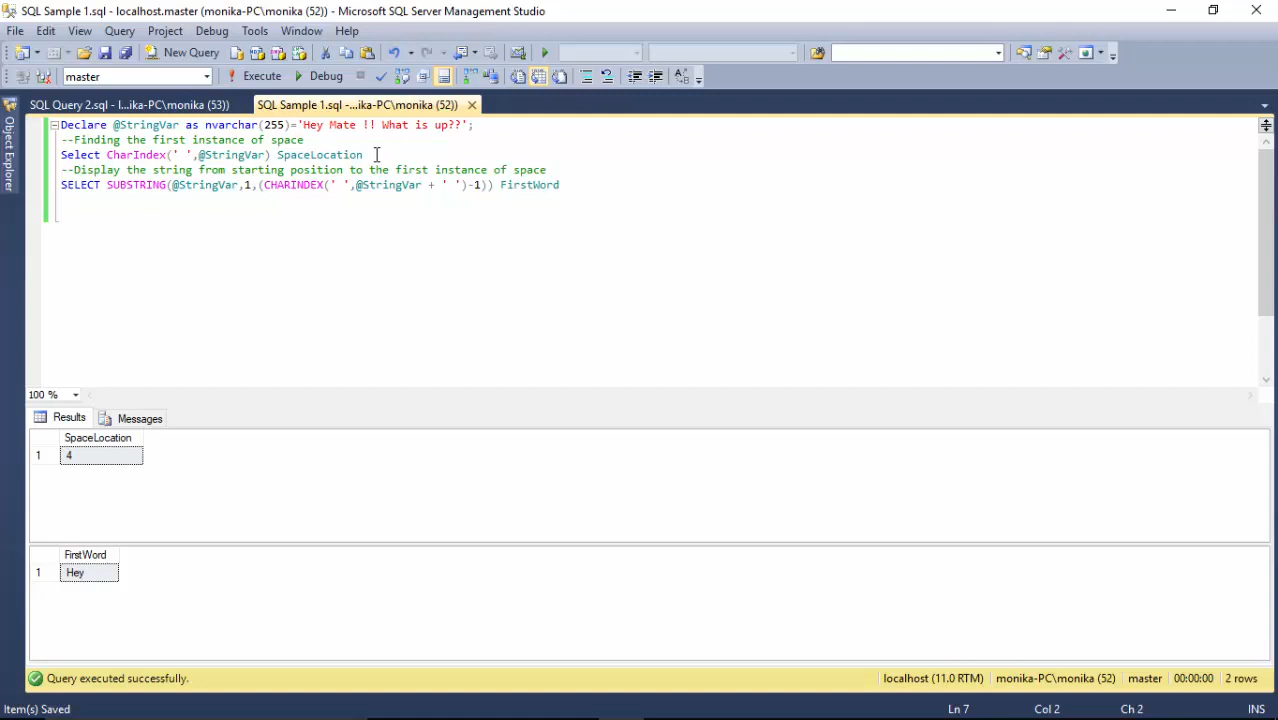 SQL Sample 1.sql - localhost.master (monika-PC\monika (52)) - Microsoft SQL Server Management Studio
File Edit View Query Project Debug Tools Window Help
New Query
master Execute Debug
SQL Query 2.sql - l...ika-PC\monika (53)) SQL Sample 1.sql -...ika-PC\monika (52))
Object Explorer
Declare @StringVar as nvarchar(255)='Hey Mate !! What is up??';
--Finding the first instance of space
Select CharIndex(' ',@StringVar) SpaceLocation
--Display the string from starting position to the first instance of space
SELECT SUBSTRING(@StringVar,1,(CHARINDEX(' ',@StringVar + ' ')-1)) FirstWord
100 %
Results Messages
SpaceLocation
1 4
FirstWord
1 Hey
Query executed successfully. localhost (11.0 RTM) monika-PC\monika (52) master 00:00:00 2 rows
Item(s) Saved Ln 7 Col 2 Ch 2 INS